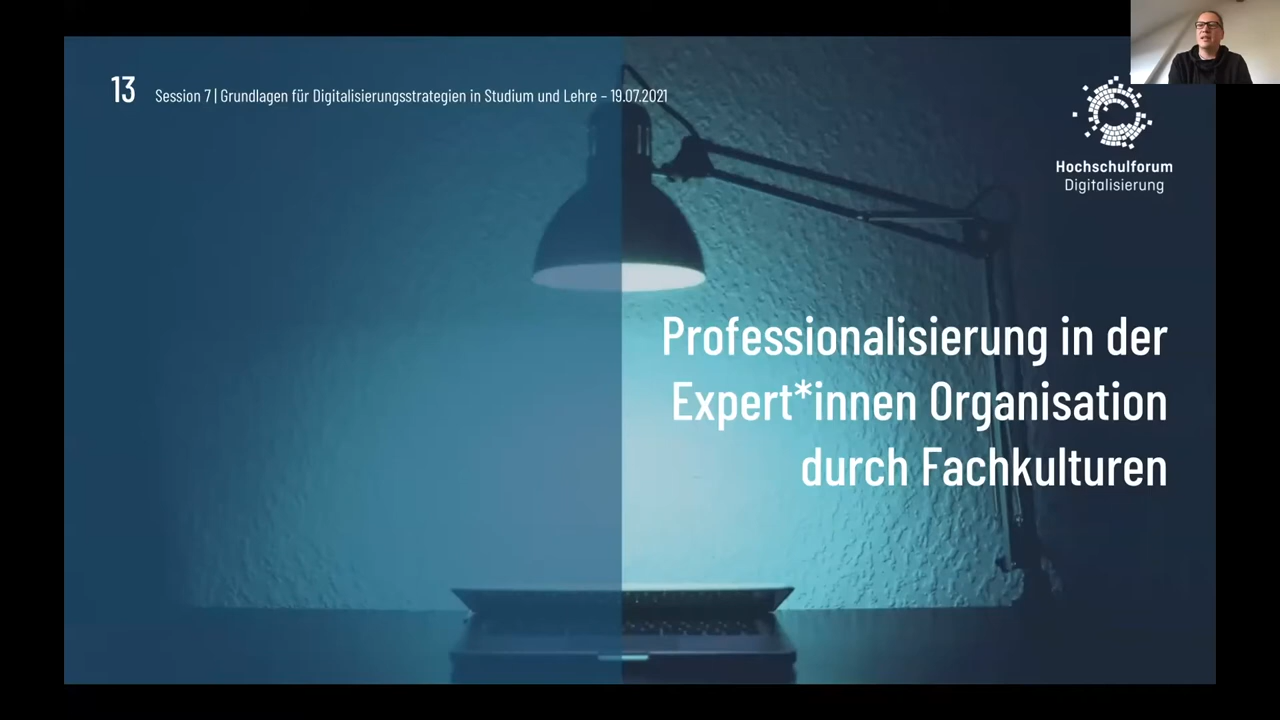 13 Session 7 | Grundlagen für Digitalisierungsstrategien in Studium und Lehre – 19.07.2021
Hochschulforum
Digitalisierung
Professionalisierung in der
Expert*innen Organisation
durch Fachkulturen